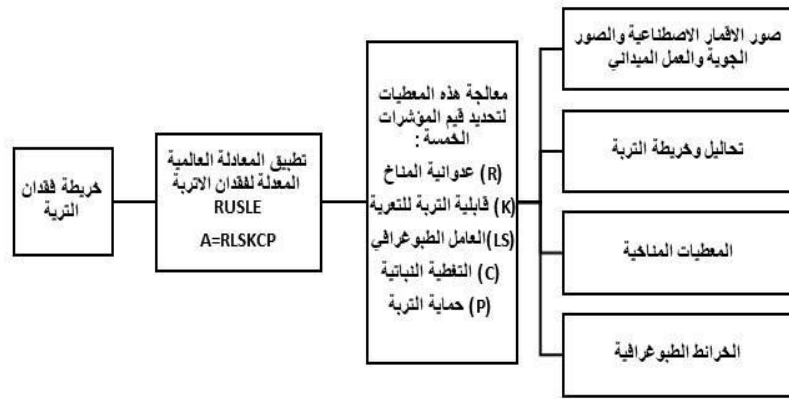 صور الاقمار الاصطناعية والصور
الجوية والعمل الميداني
تحاليل وخريطة التربة
المعطيات المناخية
الخرائط الطبوغرافية
معالجة هذه المعطيات
لتحديد قيم المؤشرات
الخمسة :
(R) عدوانية المناخ
(K) قابلية التربة للتعرية
(LS) العامل الطبوغرافي
(C) التغطية النباتية
(P) حماية التربة
تطبيق المعادلة العالمية
المعدلة لفقدان الاتربة
RUSLE
A=RLSKCP
خريطة فقدان
التربة